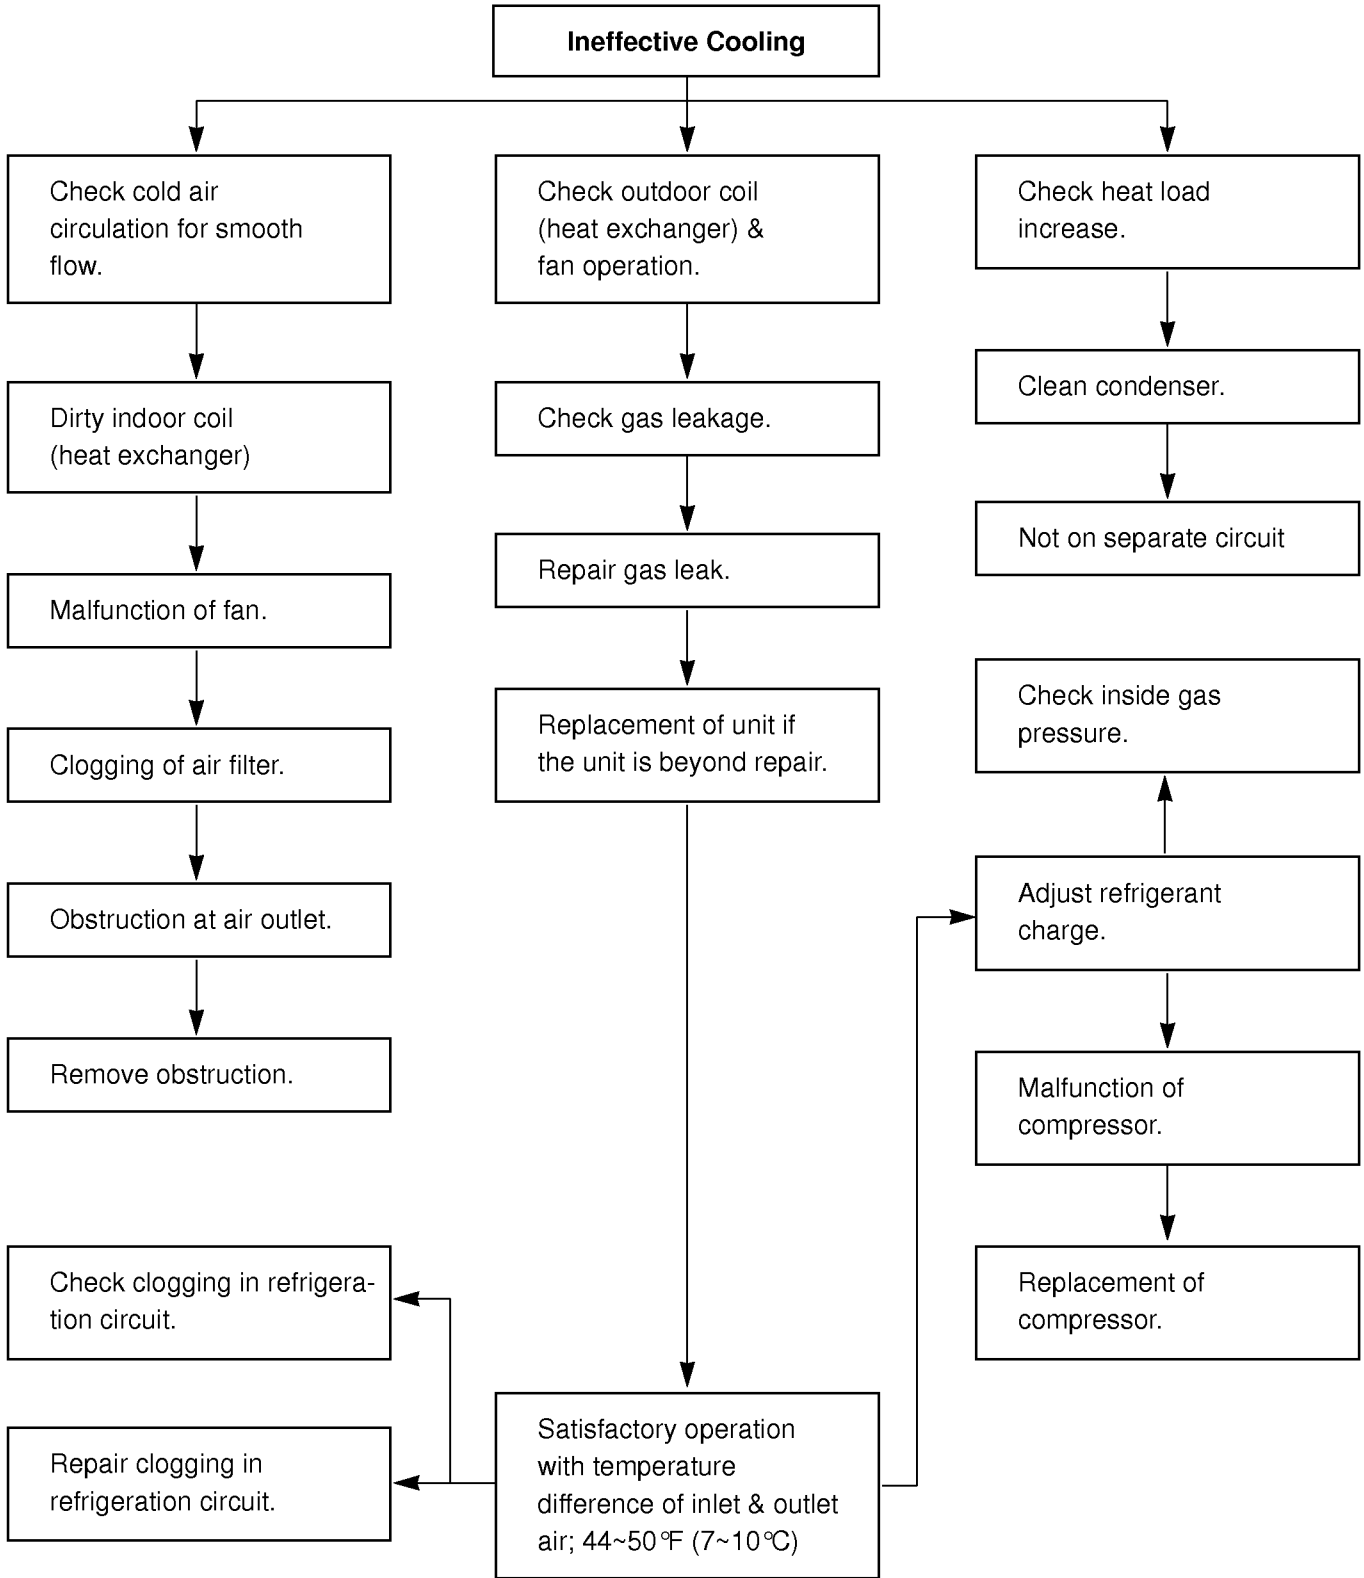 Ineffective Cooling
Check cold air
circulation for smooth
flow.
Dirty indoor coil
(heat exchanger)
Malfunction of fan.
Clogging of air filter.
Obstruction at air outlet.
Remove obstruction.
Check clogging in refrigera-
tion circuit.
Repair clogging in
refrigeration circuit.
Check outdoor coil
(heat exchanger) &
fan operation.
Check gas leakage.
Repair gas leak.
Replacement of unit if
the unit is beyond repair.
Satisfactory operation
with temperature
difference of inlet & outlet
air; 44~50°F (7~10°C)
Check heat load
increase.
Clean condenser.
Not on separate circuit
Check inside gas
pressure.
Adjust refrigerant
charge.
Malfunction of
compressor.
Replacement of
compressor.